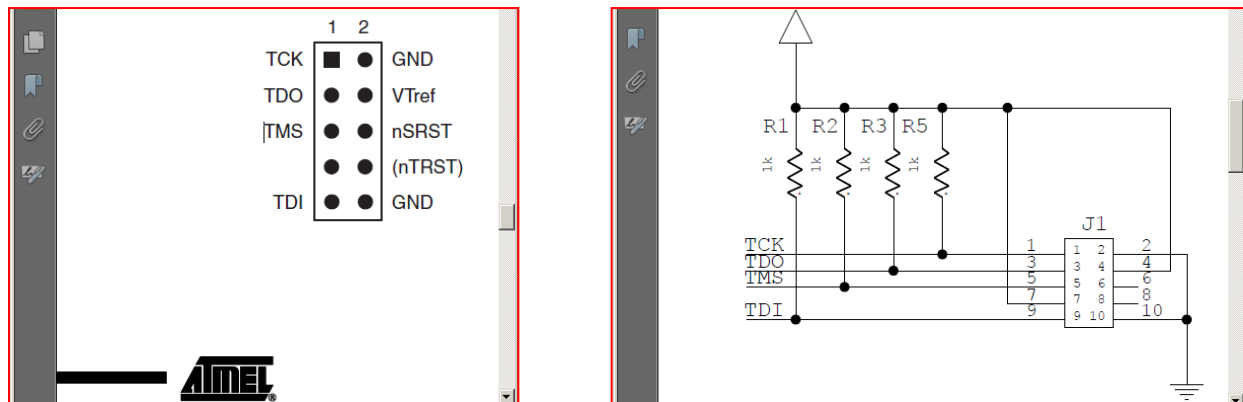 1 2
TCK GND
TDO VTref
TMS nSRST
(nTRST)
TDI GND
ATMEL
®
R1 R2 R3 R5
1k 1k 1k 1k
J1
TCK 1 1 2 2
TDO 3 3 4 4
TMS 5 5 6 6
7 7 8 8
TDI 9 9 10 10